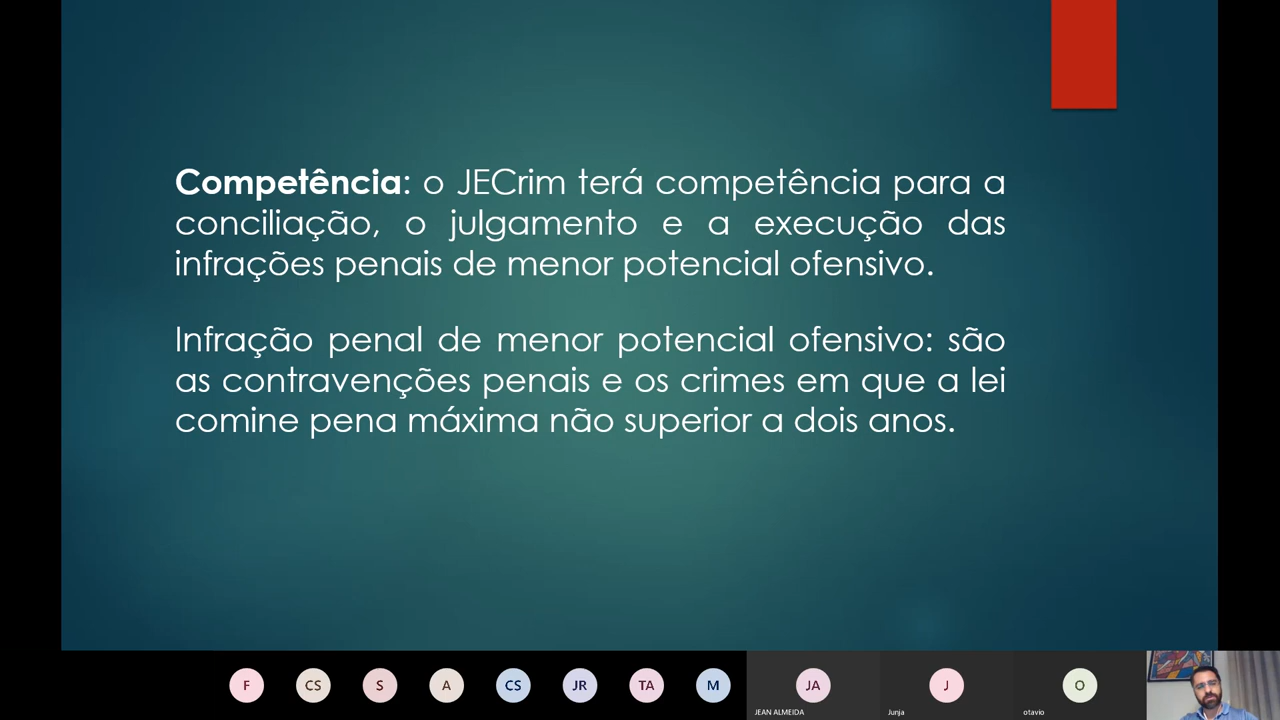 Competência: o JECrim terá competência para a
conciliação, o julgamento e a execução das
infrações penais de menor potencial ofensivo.
Infração penal de menor potencial ofensivo: são
as contravenções penais e os crimes em que a lei
comine pena máxima não superior a dois anos.
F CS S A CS JR TA M JA J O
JEAN ALMEIDA Junja otavio